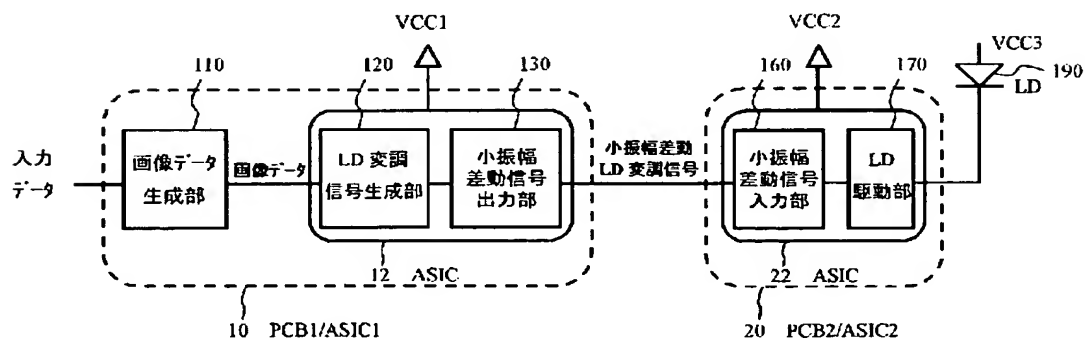 VCC1
VCC2
VCC3
110
120
130
160
170
190
LD
入力
データ
画像データ
生成部
画像データ
LD 変調
信号生成部
小振幅
差動信号
出力部
小振幅差動
LD 変調信号
小振幅
差動信号
入力部
LD
駆動部
12 ASIC
22 ASIC
10 PCB1/ASIC1
20 PCB2/ASIC2